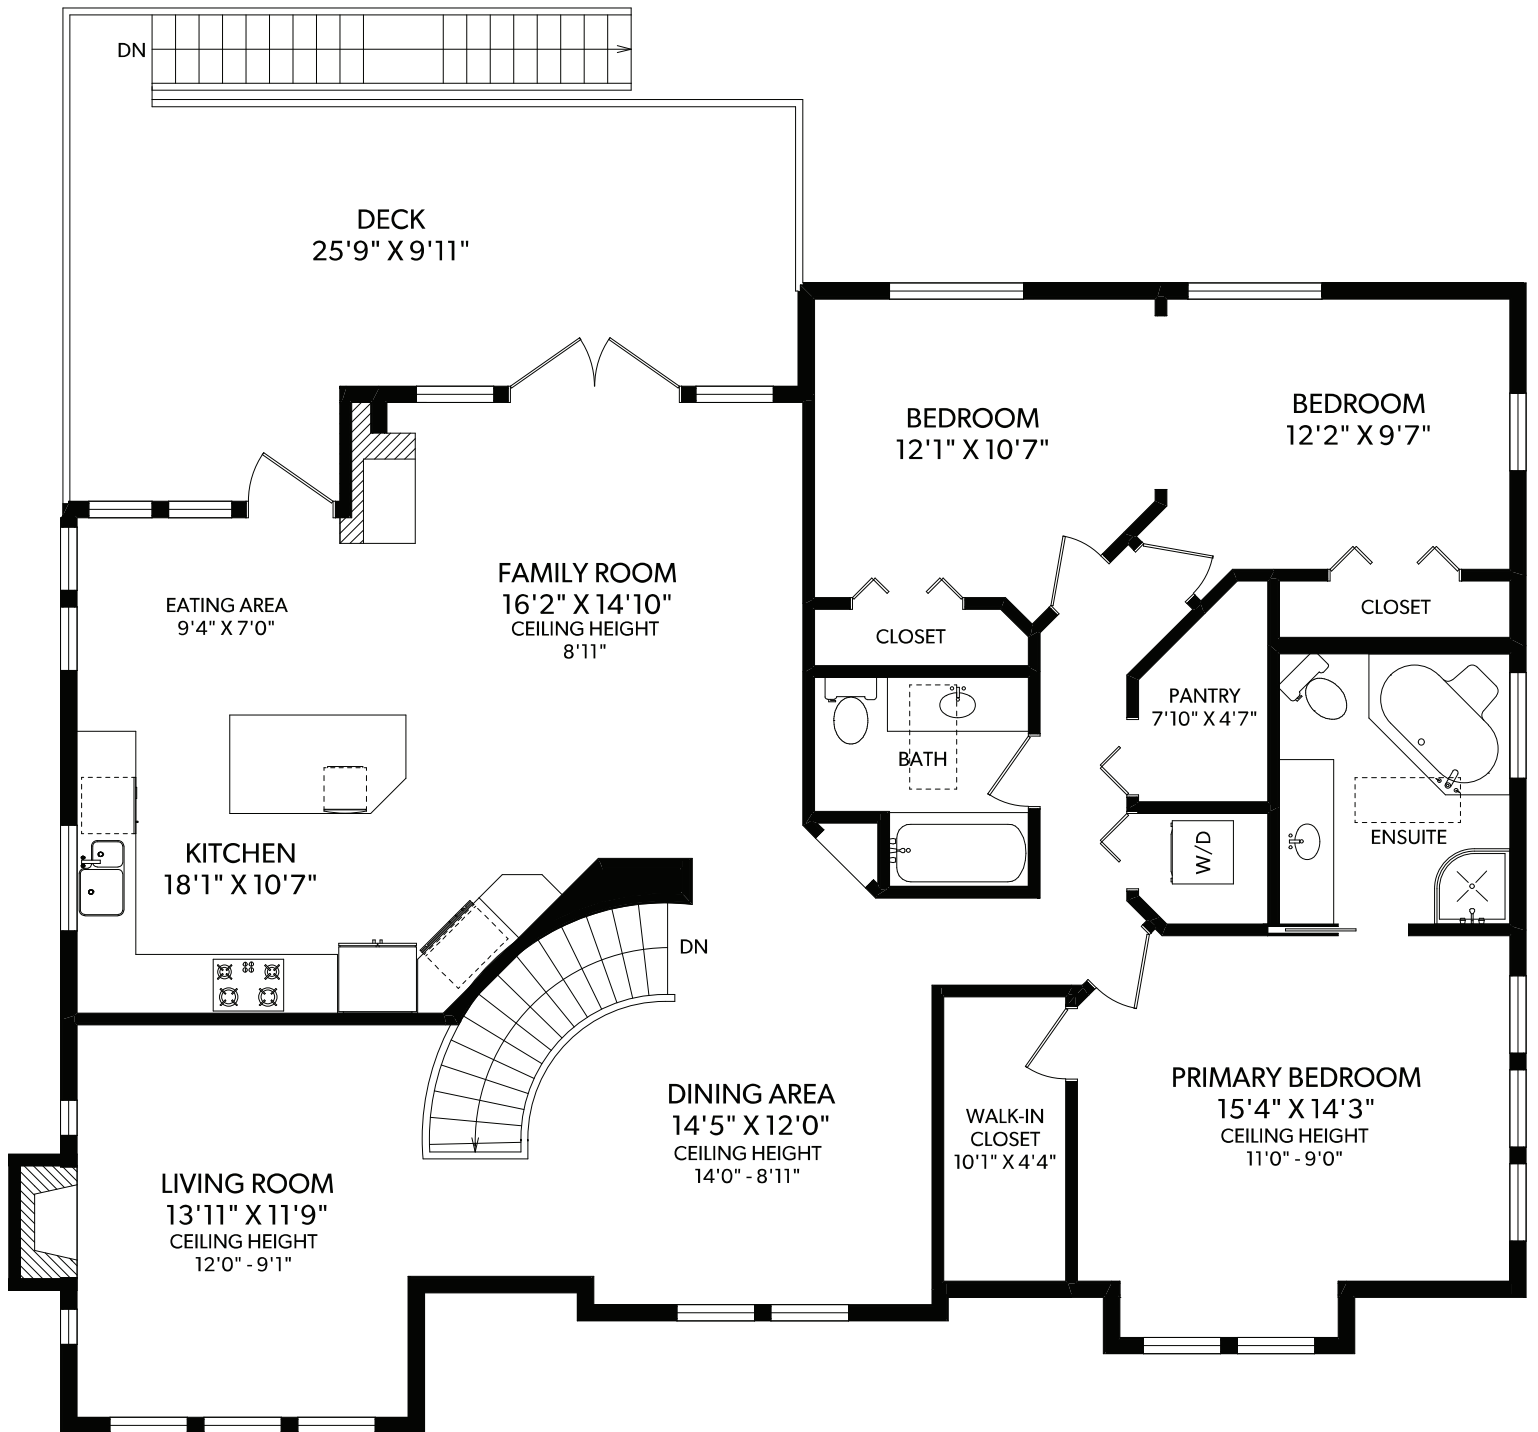 DN
DECK
25'9" X 9'11"
BEDROOM
12'1" X 10'7"
BEDROOM
12'2" X 9'7"
FAMILY ROOM
16'2" X 14'10"
CEILING HEIGHT
8'11"
EATING AREA
9'4" X 7'0"
CLOSET
CLOSET
PANTRY
7'10" X 4'7"
BATH
KITCHEN
18'1" X 10'7"
W/D
ENSUITE
DN
DINING AREA
14'5" X 12'0"
CEILING HEIGHT
14'0" - 8'11"
WALK-IN
CLOSET
10'1" X 4'4"
PRIMARY BEDROOM
15'4" X 14'3"
CEILING HEIGHT
11'0" - 9'0"
LIVING ROOM
13'11" X 11'9"
CEILING HEIGHT
12'0" - 9'1"